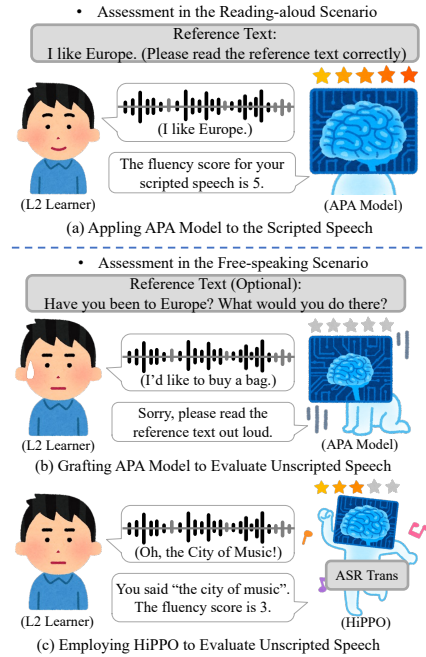 • Assessment in the Reading-aloud Scenario
Reference Text:
I like Europe. (Please read the reference text correctly)
(I like Europe.)
The fluency score for your
scripted speech is 5.
(L2 Learner)
(APA Model)
(a) Appling APA Model to the Scripted Speech
• Assessment in the Free-speaking Scenario
Reference Text (Optional):
Have you been to Europe? What would you do there?
(I'd like to buy a bag.)
Sorry, please read the
reference text out loud.
(L2 Learner)
(APA Model)
(b) Grafting APA Model to Evaluate Unscripted Speech
(Oh, the City of Music!)
You said “the city of music”.
The fluency score is 3.
ASR Trans
(L2 Learner)
(HiPPO)
(c) Employing HiPPO to Evaluate Unscripted Speech